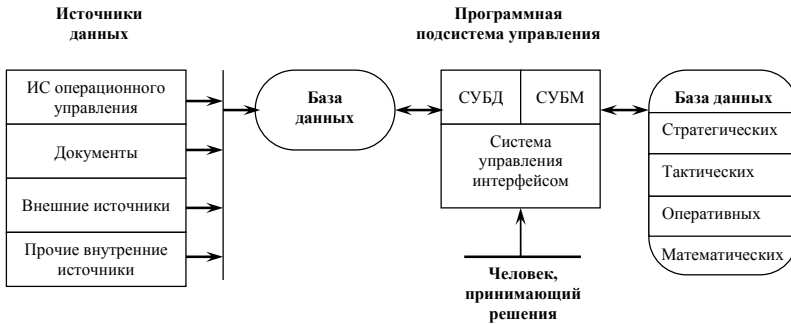 Источники
данных
Программная
подсистема управления
ИС операционного
управления
Документы
Внешние источники
Прочие внутренние
источники
База
данных
СУБД
СУБМ
Система
управления
интерфейсом
Человек,
принимающий
решения
База данных
Стратегических
Тактических
Оперативных
Математических